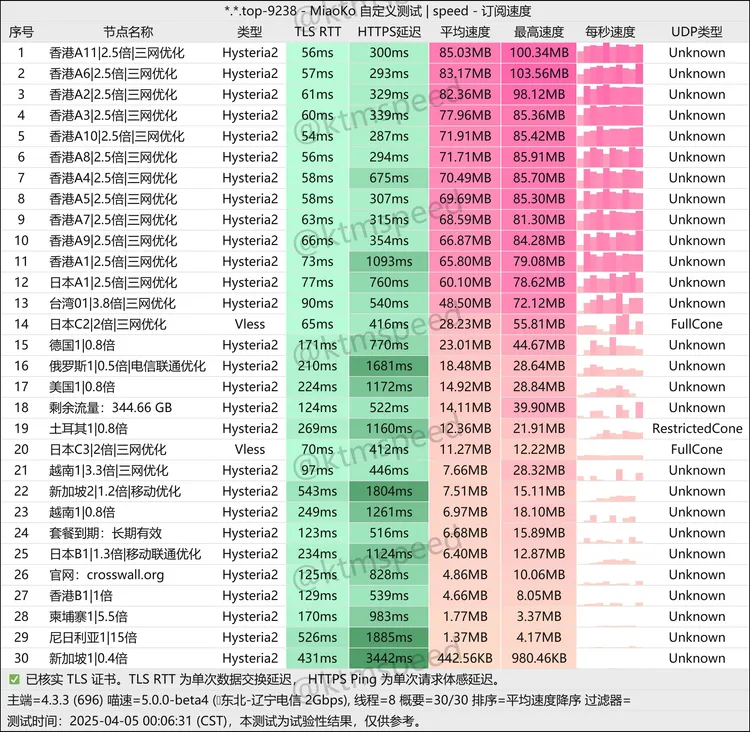 *.*.top-9238 - MiaoKo 自定义测试 | speed - 订阅速度
序号 节点名称 类型 TLS RTT HTTPS延迟 平均速度 最高速度 每秒速度 UDP类型
1 香港A11|2.5倍|三网优化 Hysteria2 56ms 300ms 85.03MB 100.34MB Unknown
2 香港A6|2.5倍|三网优化 Hysteria2 57ms 293ms 83.17MB 103.56MB Unknown
3 香港A2|2.5倍|三网优化 Hysteria2 61ms 329ms 82.36MB 98.12MB Unknown
4 香港A3|2.5倍|三网优化 Hysteria2 60ms 339ms 77.96MB 85.36MB Unknown
5 香港A10|2.5倍|三网优化 Hysteria2 54ms 287ms 71.91MB 85.42MB Unknown
6 香港A8|2.5倍|三网优化 Hysteria2 56ms 294ms 71.71MB 85.91MB Unknown
7 香港A4|2.5倍|三网优化 Hysteria2 58ms 675ms 70.49MB 85.70MB Unknown
8 香港A5|2.5倍|三网优化 Hysteria2 58ms 307ms 69.69MB 85.30MB Unknown
9 香港A7|2.5倍|三网优化 Hysteria2 63ms 315ms 68.59MB 81.30MB Unknown
10 香港A9|2.5倍|三网优化 Hysteria2 66ms 354ms 66.87MB 84.28MB Unknown
11 香港A1|2.5倍|三网优化 Hysteria2 73ms 1093ms 65.80MB 79.08MB Unknown
12 日本A1|2.5倍|三网优化 Hysteria2 77ms 760ms 60.10MB 78.62MB Unknown
13 台湾01|3.8倍|三网优化 Hysteria2 90ms 540ms 48.50MB 72.12MB Unknown
14 日本C2|2倍|三网优化 Vless 65ms 416ms 28.23MB 55.81MB FullCone
15 德国1|0.8倍 Hysteria2 171ms 770ms 23.01MB 44.67MB Unknown
16 俄罗斯1|0.5倍|电信联通优化 Hysteria2 210ms 1681ms 18.48MB 28.64MB Unknown
17 美国1|0.8倍 Hysteria2 224ms 1172ms 14.92MB 28.84MB Unknown
18 剩余流量：344.66 GB Hysteria2 124ms 522ms 14.11MB 39.90MB Unknown
19 土耳其1|0.8倍 Hysteria2 269ms 1160ms 12.36MB 21.91MB RestrictedCone
20 日本C3|2倍|三网优化 Vless 70ms 412ms 11.27MB 12.22MB FullCone
21 越南1|3.3倍|三网优化 Hysteria2 97ms 446ms 7.66MB 28.32MB Unknown
22 新加坡2|1.2倍|移动优化 Hysteria2 543ms 1804ms 7.51MB 15.11MB Unknown
23 越南1|0.8倍 Hysteria2 249ms 1261ms 6.97MB 18.10MB Unknown
24 套餐到期：长期有效 Hysteria2 123ms 516ms 6.68MB 15.89MB Unknown
25 日本B1|1.3倍|移动联通优化 Hysteria2 234ms 1124ms 6.40MB 12.87MB Unknown
26 官网：crosswall.org Hysteria2 125ms 828ms 4.86MB 10.06MB Unknown
27 香港B1|1倍 Hysteria2 129ms 539ms 4.66MB 8.05MB Unknown
28 柬埔寨1|5.5倍 Hysteria2 170ms 983ms 1.77MB 3.37MB Unknown
29 尼日利亚1|15倍 Hysteria2 526ms 1885ms 1.37MB 4.17MB Unknown
30 新加坡1|0.4倍 Hysteria2 431ms 3442ms 442.56KB 980.46KB Unknown
✅ 已核实 TLS 证书。TLS RTT 为单次数据交换延迟， HTTPS Ping 为单次请求体感延迟。
主端=4.3.3 (696) 喵速=5.0.0-beta4 (东北-辽宁电信 2Gbps), 线程=8 概要=30/30 排序=平均速度降序 过滤器=
测试时间：2025-04-05 00:06:31 (CST)，本测试为试验性结果，仅供参考。
@ktmspeed
@ktmspeed
@ktmspeed
@ktmspeed
@ktmspeed